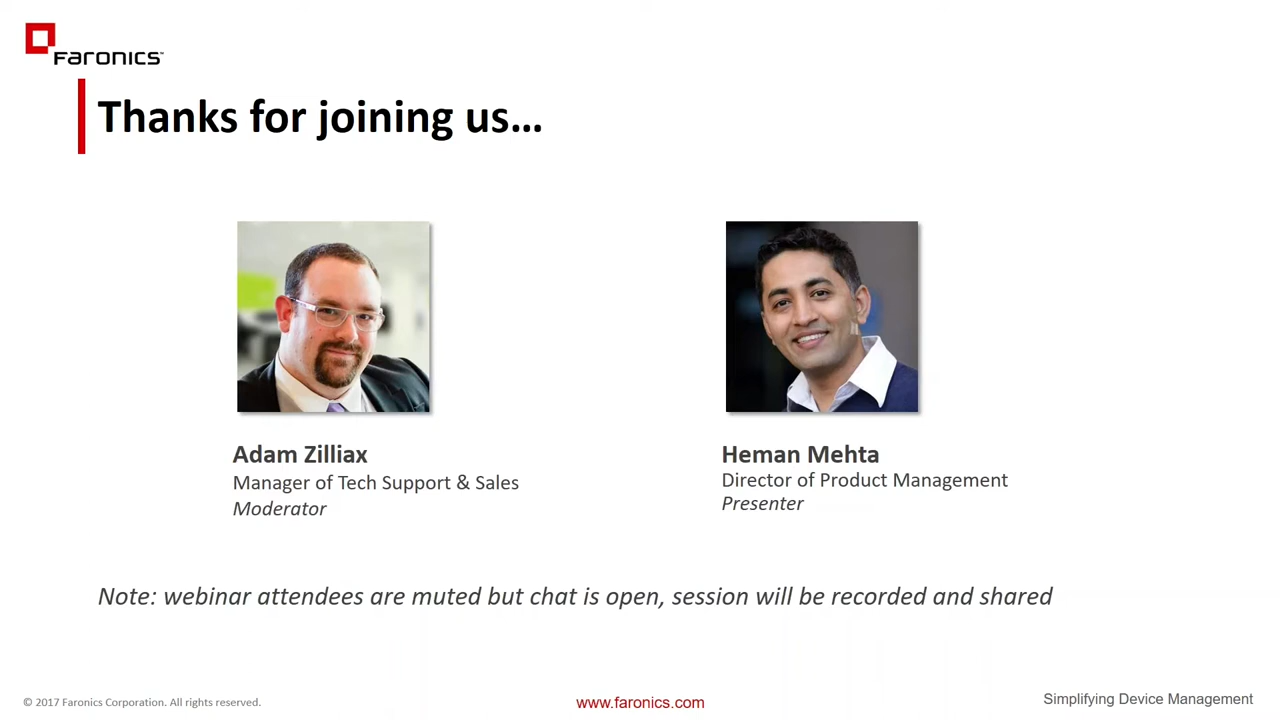 FARONICS™
Thanks for joining us...
Adam Zilliax
Manager of Tech Support & Sales
Moderator
Heman Mehta
Director of Product Management
Presenter
Note: webinar attendees are muted but chat is open, session will be recorded and shared
© 2017 Faronics Corporation. All rights reserved.
www.faronics.com
Simplifying Device Management